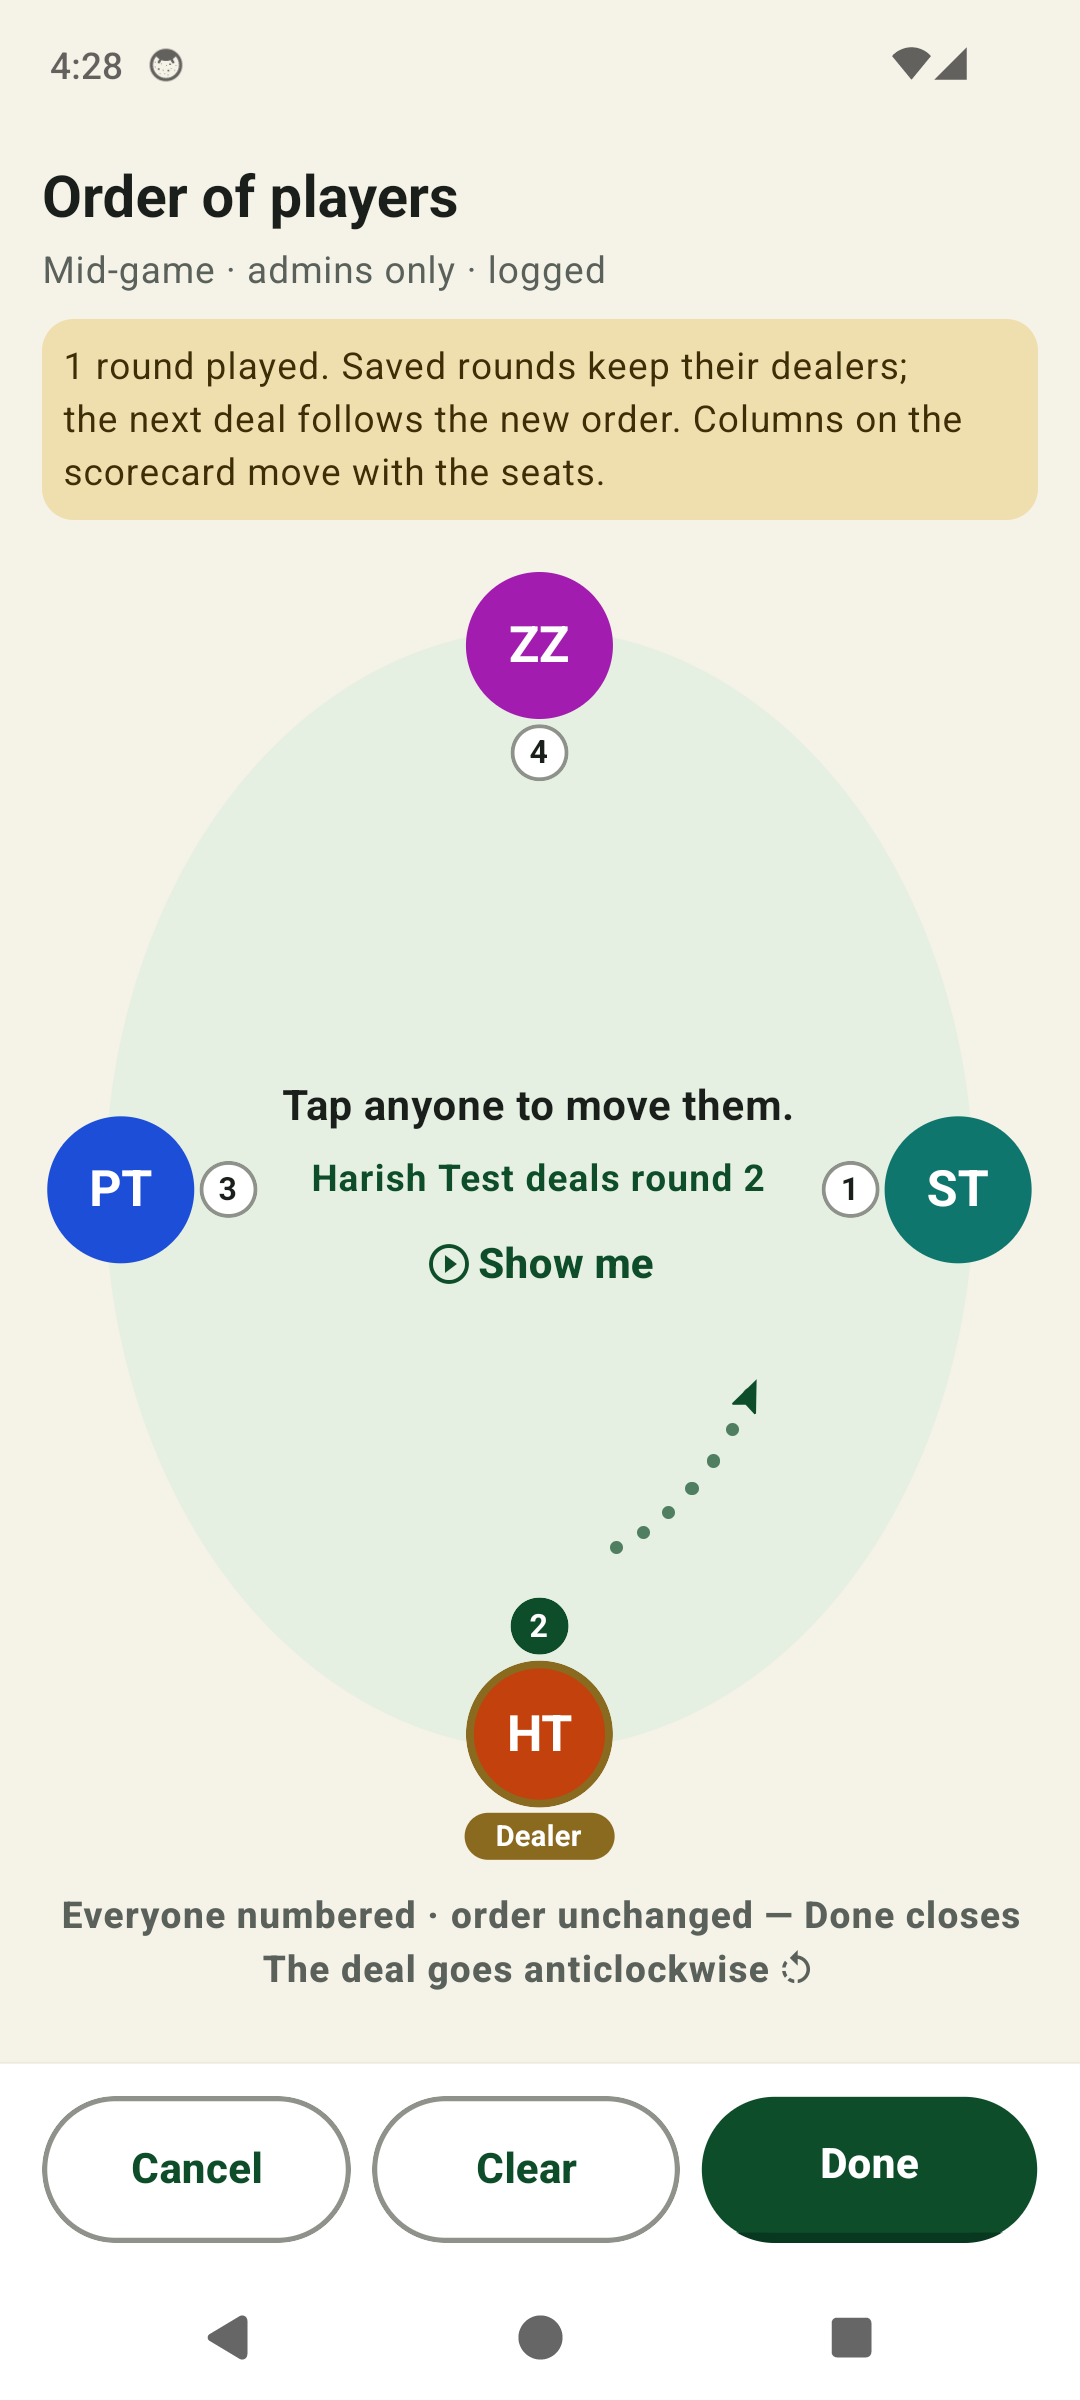 4:28
Order of players
Mid-game · admins only · logged
1 round played. Saved rounds keep their dealers;
the next deal follows the new order. Columns on the
scorecard move with the seats.
ZZ
4
Tap anyone to move them.
PT
3
Harish Test deals round 2
1
ST
Show me
2
HT
Dealer
Everyone numbered · order unchanged — Done closes
The deal goes anticlockwise
Cancel
Clear
Done